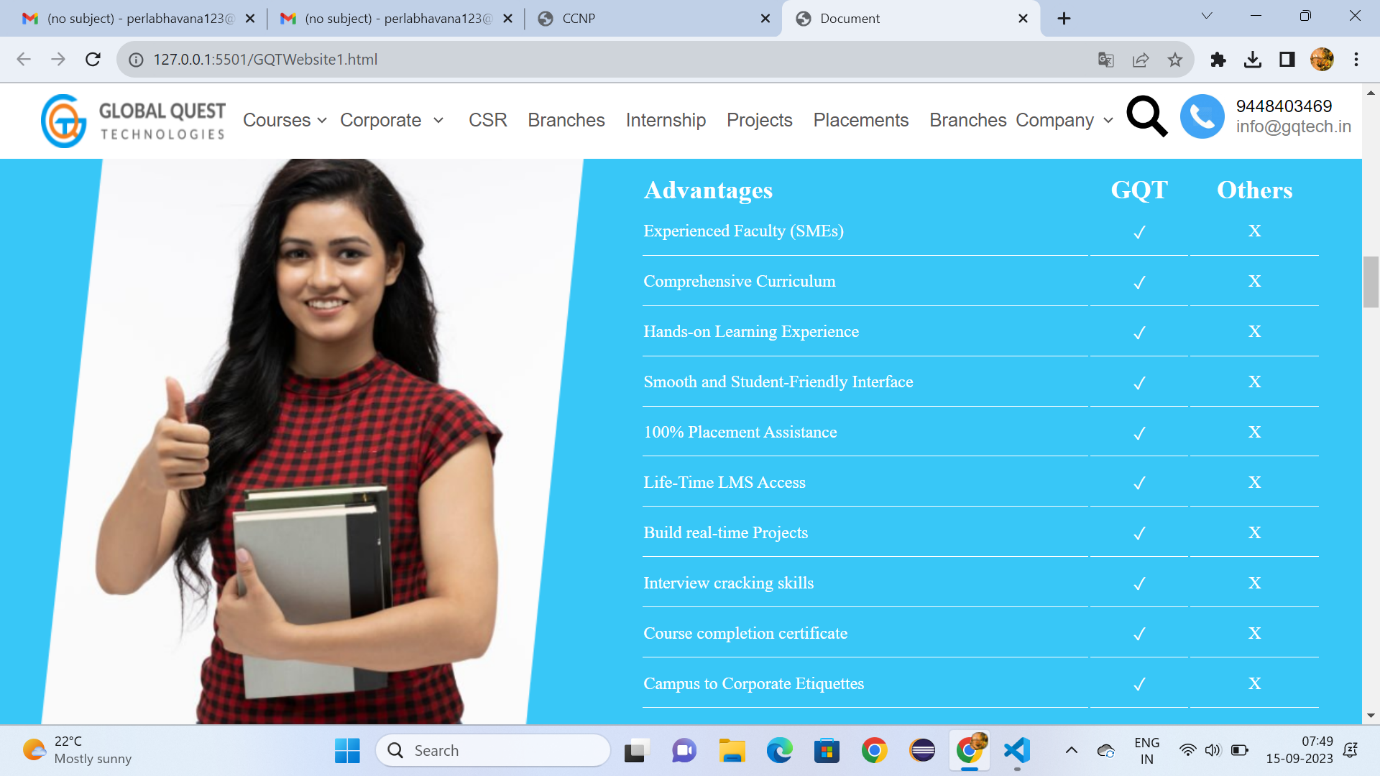 (no subject) - perlabhavana123@
(no subject) - perlabhavana123@
CCNP
Document
127.0.0.1:5501/GQTWebsite1.html
GLOBAL QUEST
TECHNOLOGIES
Courses Corporate CSR Branches Internship Projects Placements Branches Company
9448403469
info@gqtech.in
Advantages GQT Others
Experienced Faculty (SMEs) ✓ X
Comprehensive Curriculum ✓ X
Hands-on Learning Experience ✓ X
Smooth and Student-Friendly Interface ✓ X
100% Placement Assistance ✓ X
Life-Time LMS Access ✓ X
Build real-time Projects ✓ X
Interview cracking skills ✓ X
Course completion certificate ✓ X
Campus to Corporate Etiquettes ✓ X
22°C
Mostly sunny
Search
ENG
IN
07:49
15-09-2023